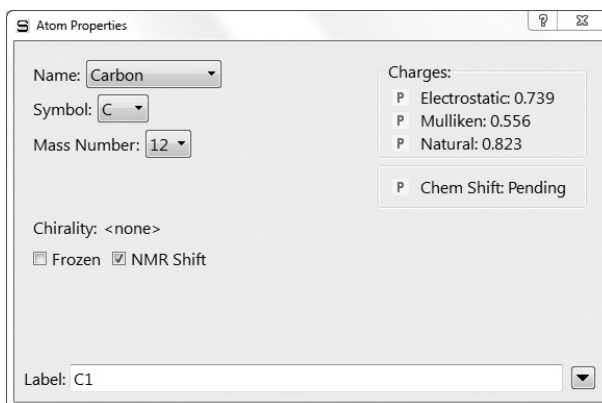 S Atom Properties
Name: Carbon
Symbol: C
Mass Number: 12
Chirality: <none>
Frozen NMR Shift
Charges:
P Electrostatic: 0.739
P Mulliken: 0.556
P Natural: 0.823
P Chem Shift: Pending
Label: C1